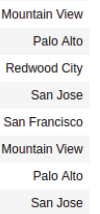 Mountain View
Palo Alto
Redwood City
San Jose
San Francisco
Mountain View
Palo Alto
San Jose